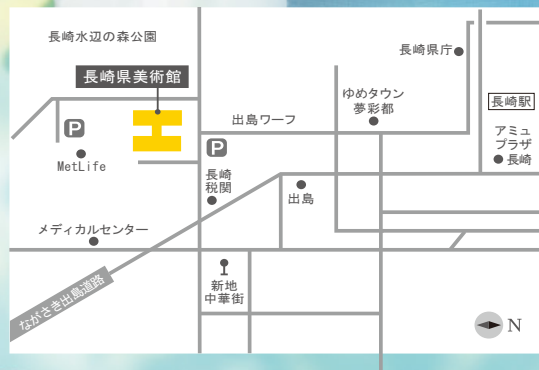 長崎水辺の森公園
長崎県庁
長崎県美術館
ゆめタウン
夢彩都
長崎駅
出島ワーフ
アミュ
プラザ
長崎
P
P
MetLife
長崎
税関
出島
メディカルセンター
新地
中華街
ながさき出島道路
N